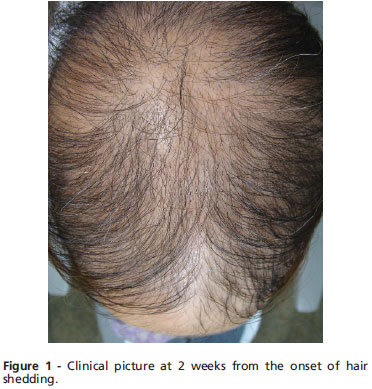 Figure 1 - Clinical picture at 2 weeks from the onset of hair
shedding.